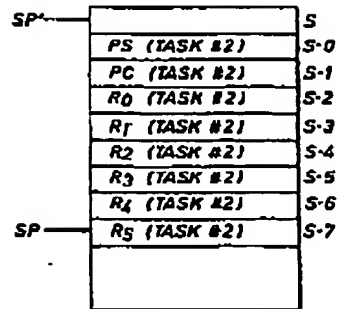 SP' S
PS (TASK #2) S-0
PC (TASK #2) S-1
R0 (TASK #2) S-2
R1 (TASK #2) S-3
R2 (TASK #2) S-4
R3 (TASK #2) S-5
R4 (TASK #2) S-6
SP R5 (TASK #2) S-7